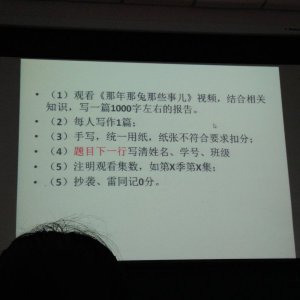 • （1）观看《那年那兔那些事儿》视频，结合相关
知识，写一篇1000字左右的报告。
• （2）每人写作1篇；
• （3）手写，统一用纸，纸张不符合要求扣分；
• （4）题目下一行写清姓名、学号、班级
• （5）注明观看集数，如第X季第X集；
• （5）抄袭、雷同记0分。